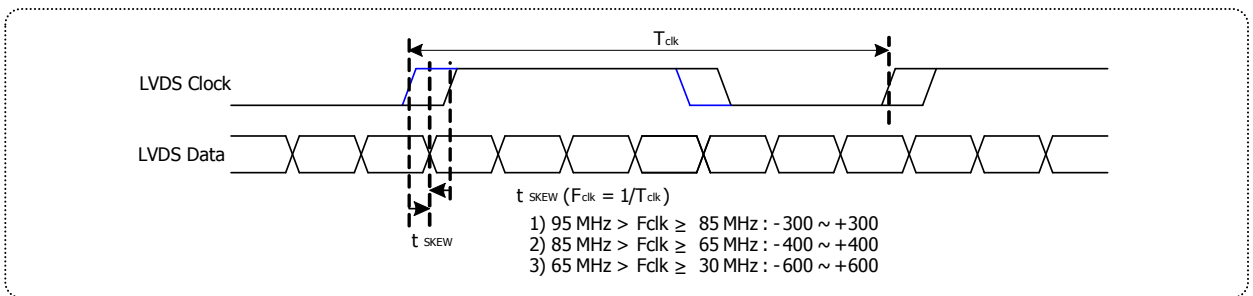 Tclk
LVDS Clock
LVDS Data
t SKEW (Fclk = 1/Tclk)
1) 95 MHz > Fclk ≥ 85 MHz : -300 ~ +300
2) 85 MHz > Fclk ≥ 65 MHz : -400 ~ +400
3) 65 MHz > Fclk ≥ 30 MHz : -600 ~ +600
t SKEW